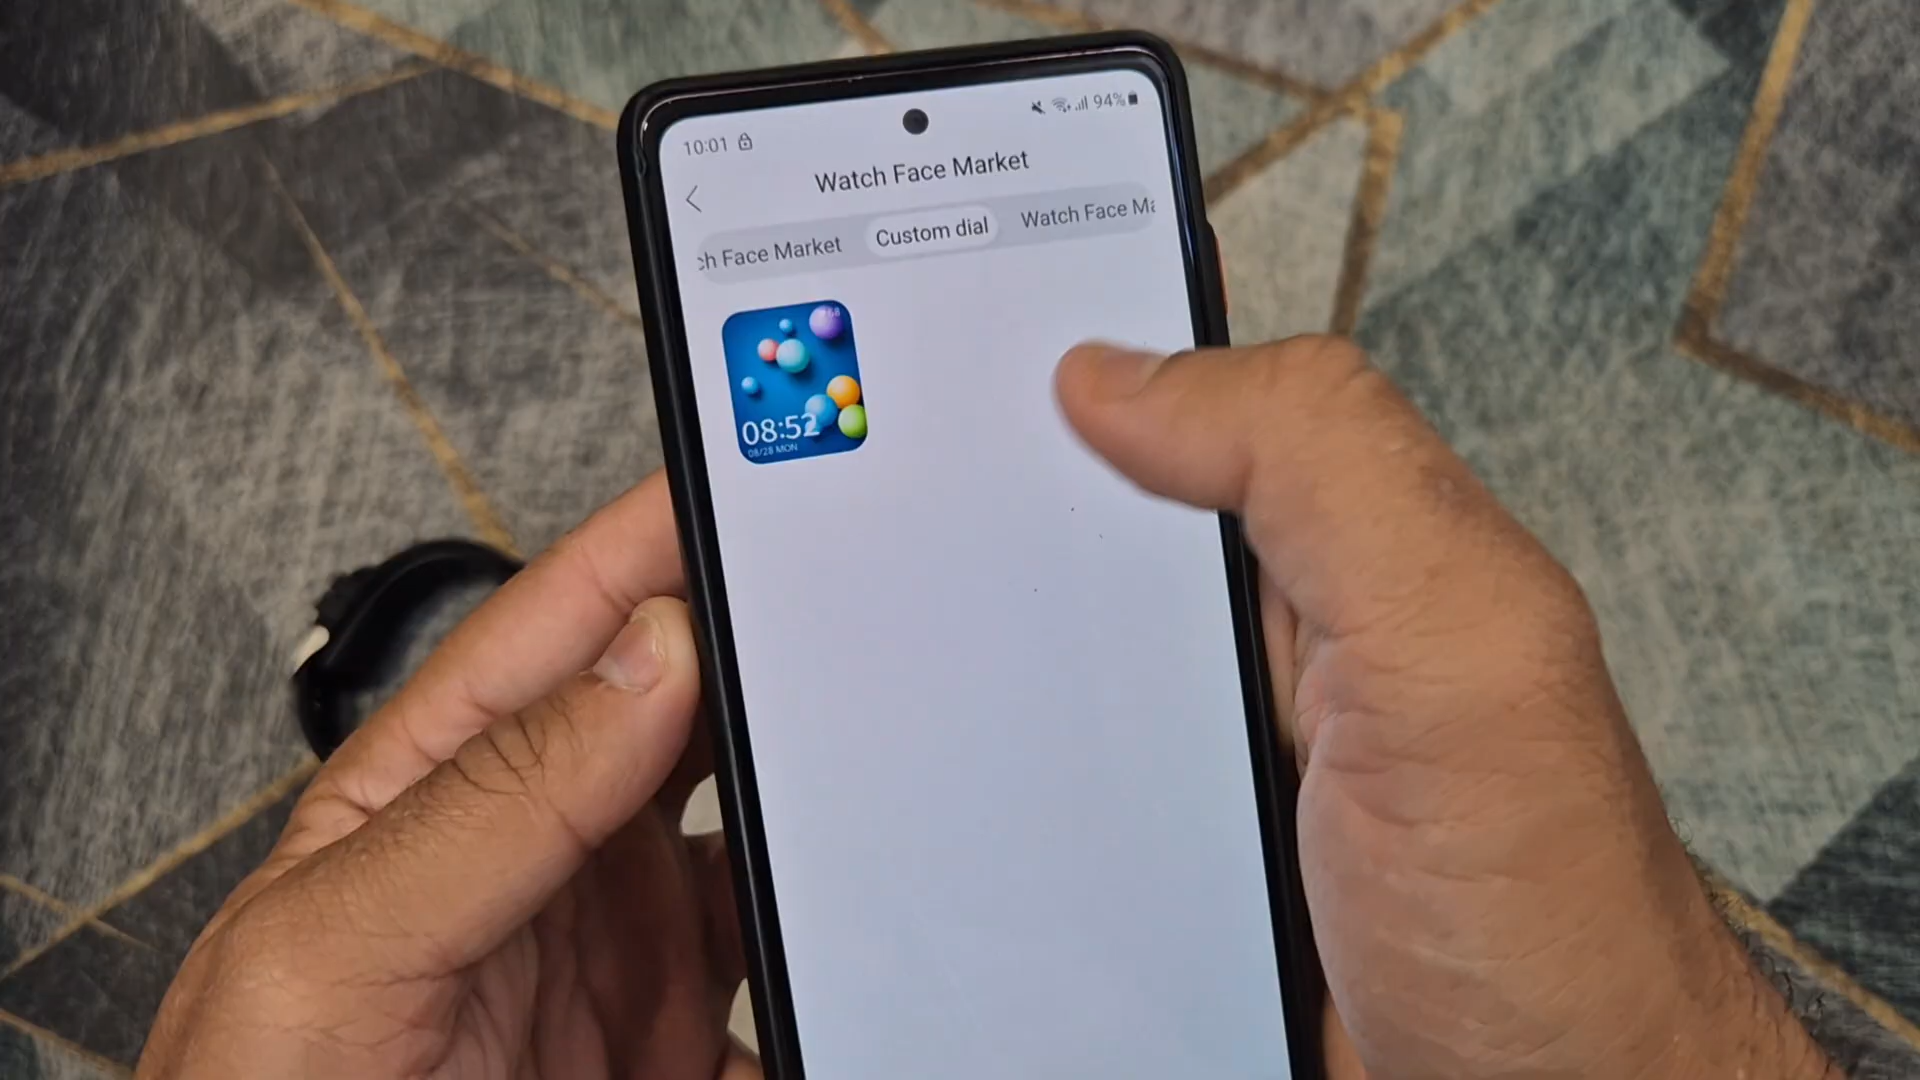 10:01
94%
Watch Face Market
ch Face Market
Custom dial
Watch Face Ma
08:52
08/28 MON